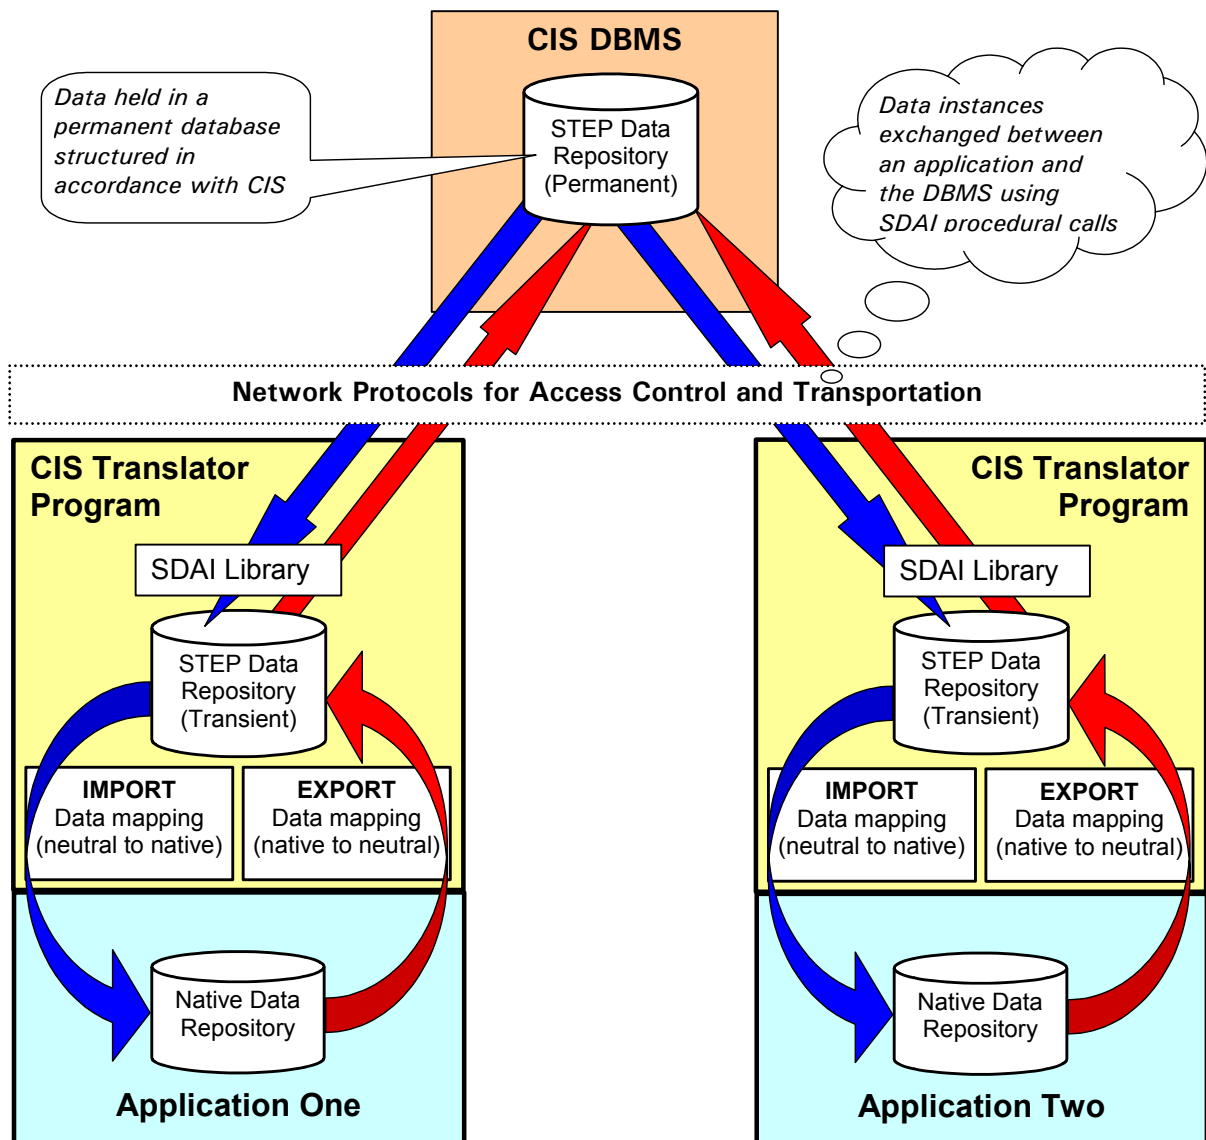 CIS DBMS
Data held in a
permanent database
structured in
accordance with CIS
STEP Data
Repository
(Permanent)
Data instances
exchanged between
an application and
the DBMS using
SDAI procedural calls
Network Protocols for Access Control and Transportation
CIS Translator
Program
SDAI Library
STEP Data
Repository
(Transient)
IMPORT
Data mapping
(neutral to native)
EXPORT
Data mapping
(native to neutral)
Native Data
Repository
Application One
CIS Translator
Program
SDAI Library
STEP Data
Repository
(Transient)
IMPORT
Data mapping
(neutral to native)
EXPORT
Data mapping
(native to neutral)
Native Data
Repository
Application Two